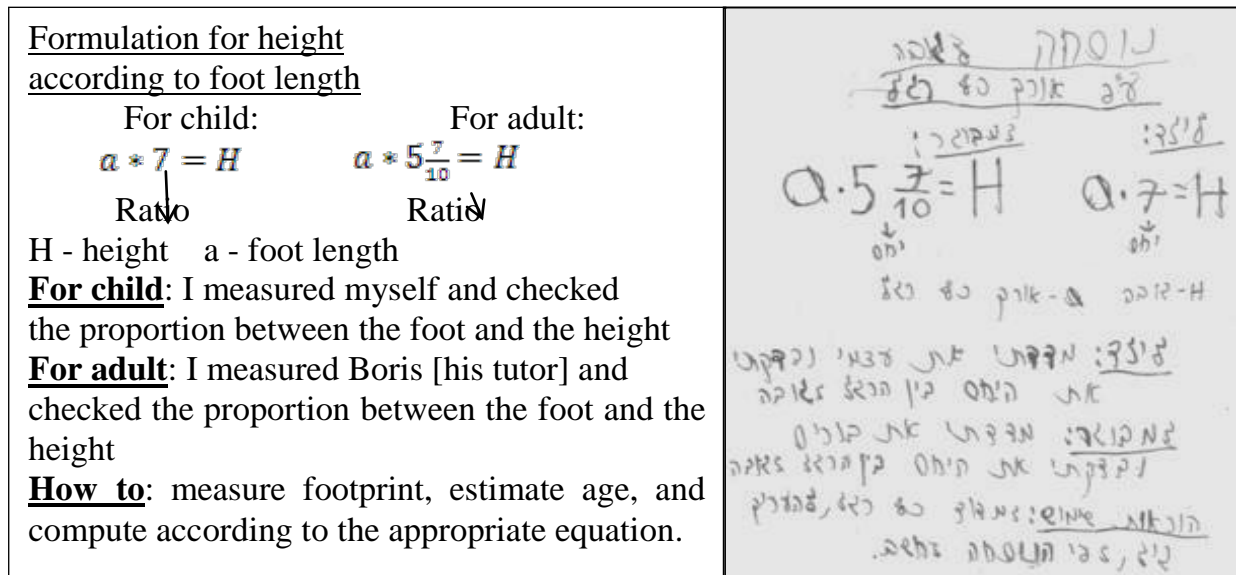 Formulation for height
according to foot length
For child: For adult:
a * 7 = H a * 5 7/10 = H
Ratio Ratio
H - height a - foot length
For child: I measured myself and checked
the proportion between the foot and the height
For adult: I measured Boris [his tutor] and
checked the proportion between the foot and the
height
How to: measure footprint, estimate age, and
compute according to the appropriate equation.
נוסחה לגובה
ע"פ אורך כף רגל
לילד: למבוגר:
a·7=H a·5 7/10=H
יחס יחס
H-גובה a-אורך כף רגל
לילד: מדדתי את עצמי ובדקתי
את היחס בין הרגל לגובה
למבוגר: מדדתי את בוריס
ובדקתי את היחס בין הרגל לגובה
הוראות שימוש: למדוד כף רגל, להעריך
גיל, לפי הנוסחה לחשב.